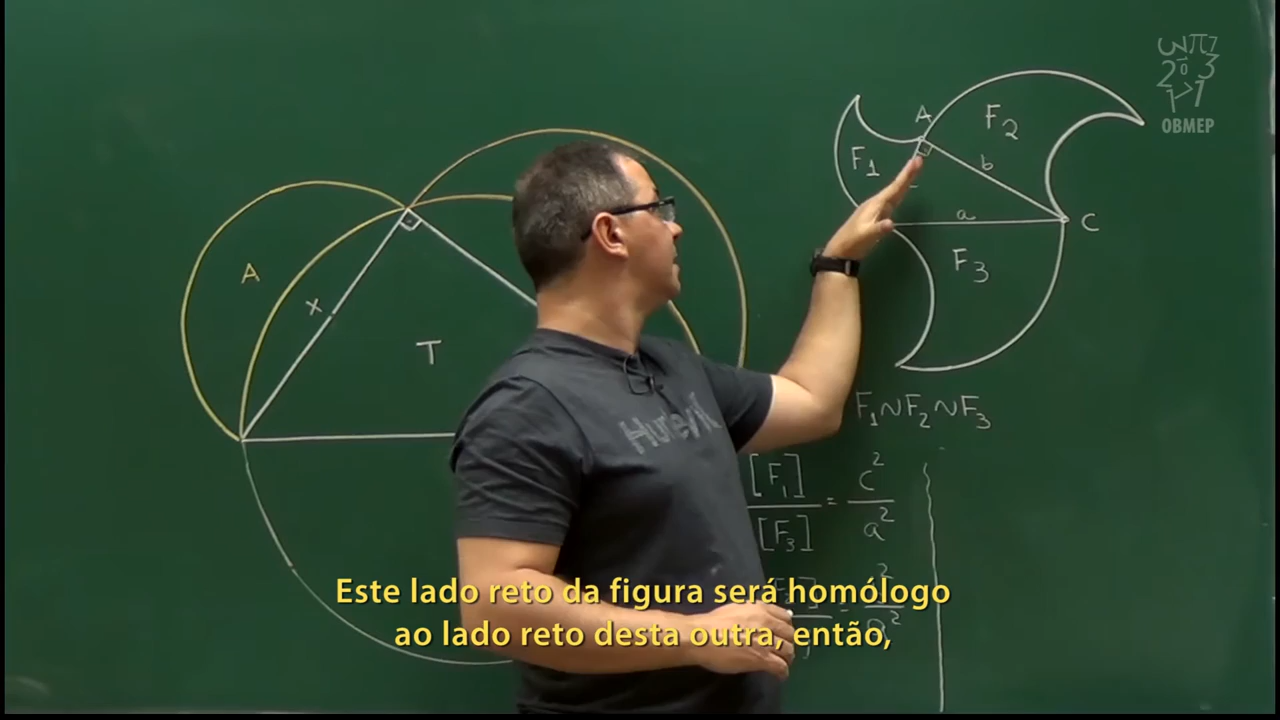 OBMEP
A
F₂
F₁
b
a
C
F₃
A
X
T
F₁ ~ F₂ ~ F₃
[F₁]/[F₃] = c²/a²
Hurley
Este lado reto da figura será homólogo
ao lado reto desta outra, então,